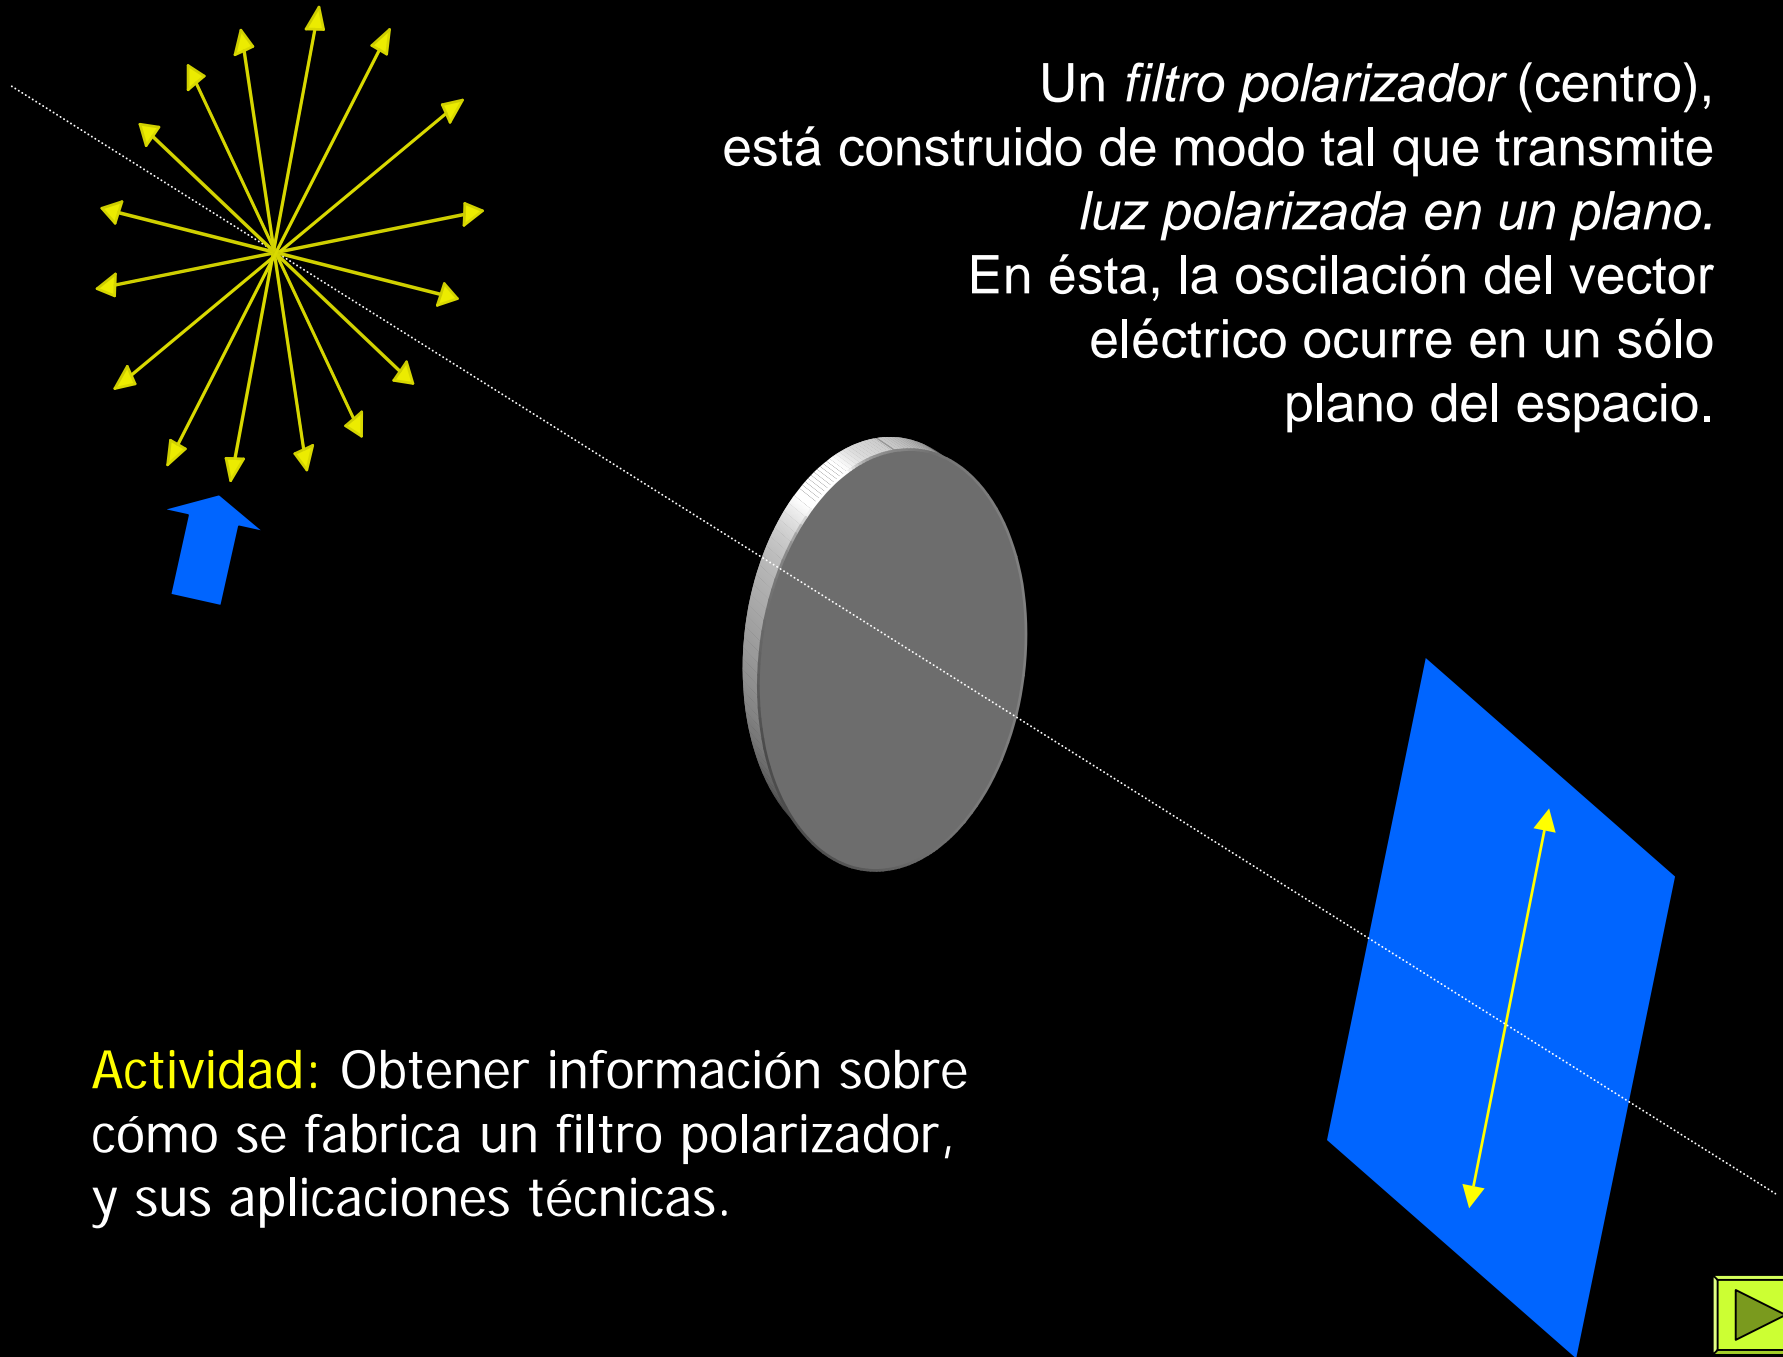 Un filtro polarizador (centro),
está construido de modo tal que transmite
luz polarizada en un plano.
En ésta, la oscilación del vector
eléctrico ocurre en un sólo
plano del espacio.
Actividad: Obtener información sobre
cómo se fabrica un filtro polarizador,
y sus aplicaciones técnicas.